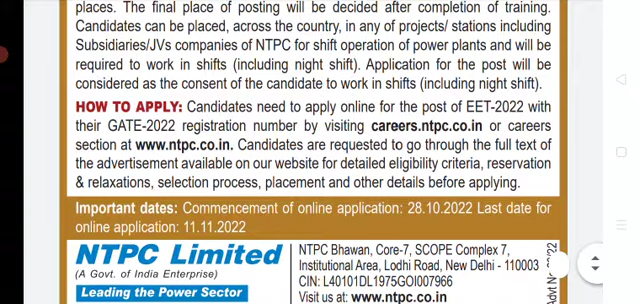 places. The final place of posting will be decided after completion of training.
Candidates can be placed, across the country, in any of projects/ stations including
Subsidiaries/JVs companies of NTPC for shift operation of power plants and will be
required to work in shifts (including night shift). Application for the post will be
considered as the consent of the candidate to work in shifts (including night shift).
HOW TO APPLY: Candidates need to apply online for the post of EET-2022 with
their GATE-2022 registration number by visiting careers.ntpc.co.in or careers
section at www.ntpc.co.in. Candidates are requested to go through the full text of
the advertisement available on our website for detailed eligibility criteria, reservation
& relaxations, selection process, placement and other details before applying.
Important dates: Commencement of online application: 28.10.2022 Last date for
online application: 11.11.2022
NTPC Limited
(A Govt. of India Enterprise)
Leading the Power Sector
NTPC Bhawan, Core-7, SCOPE Complex 7,
Institutional Area, Lodhi Road, New Delhi - 110003
CIN: L40101DL1975GOI007966
Visit us at: www.ntpc.co.in